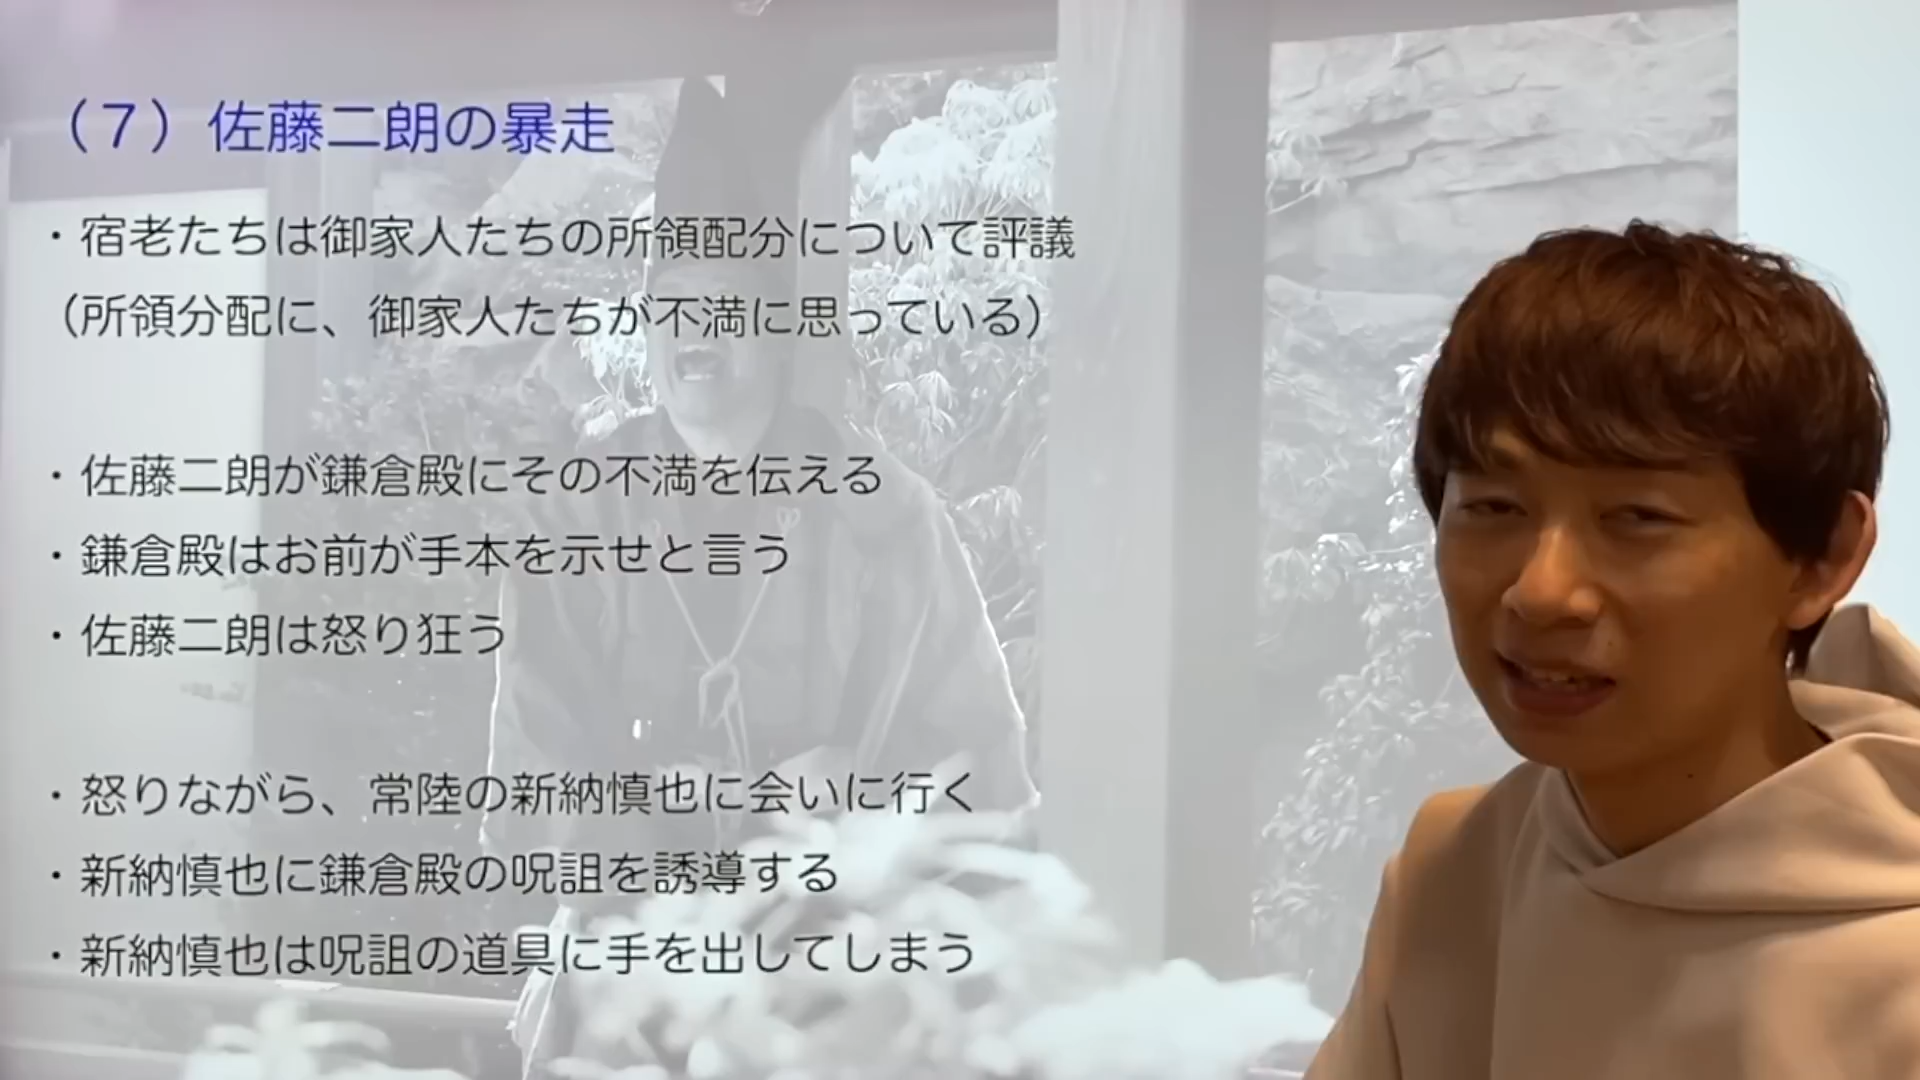 （７）佐藤二朗の暴走
・宿老たちは御家人たちの所領配分について評議
（所領分配に、御家人たちが不満に思っている）
・佐藤二朗が鎌倉殿にその不満を伝える
・鎌倉殿はお前が手本を示せと言う
・佐藤二朗は怒り狂う
・怒りながら、常陸の新納慎也に会いに行く
・新納慎也に鎌倉殿の呪詛を誘導する
・新納慎也は呪詛の道具に手を出してしまう